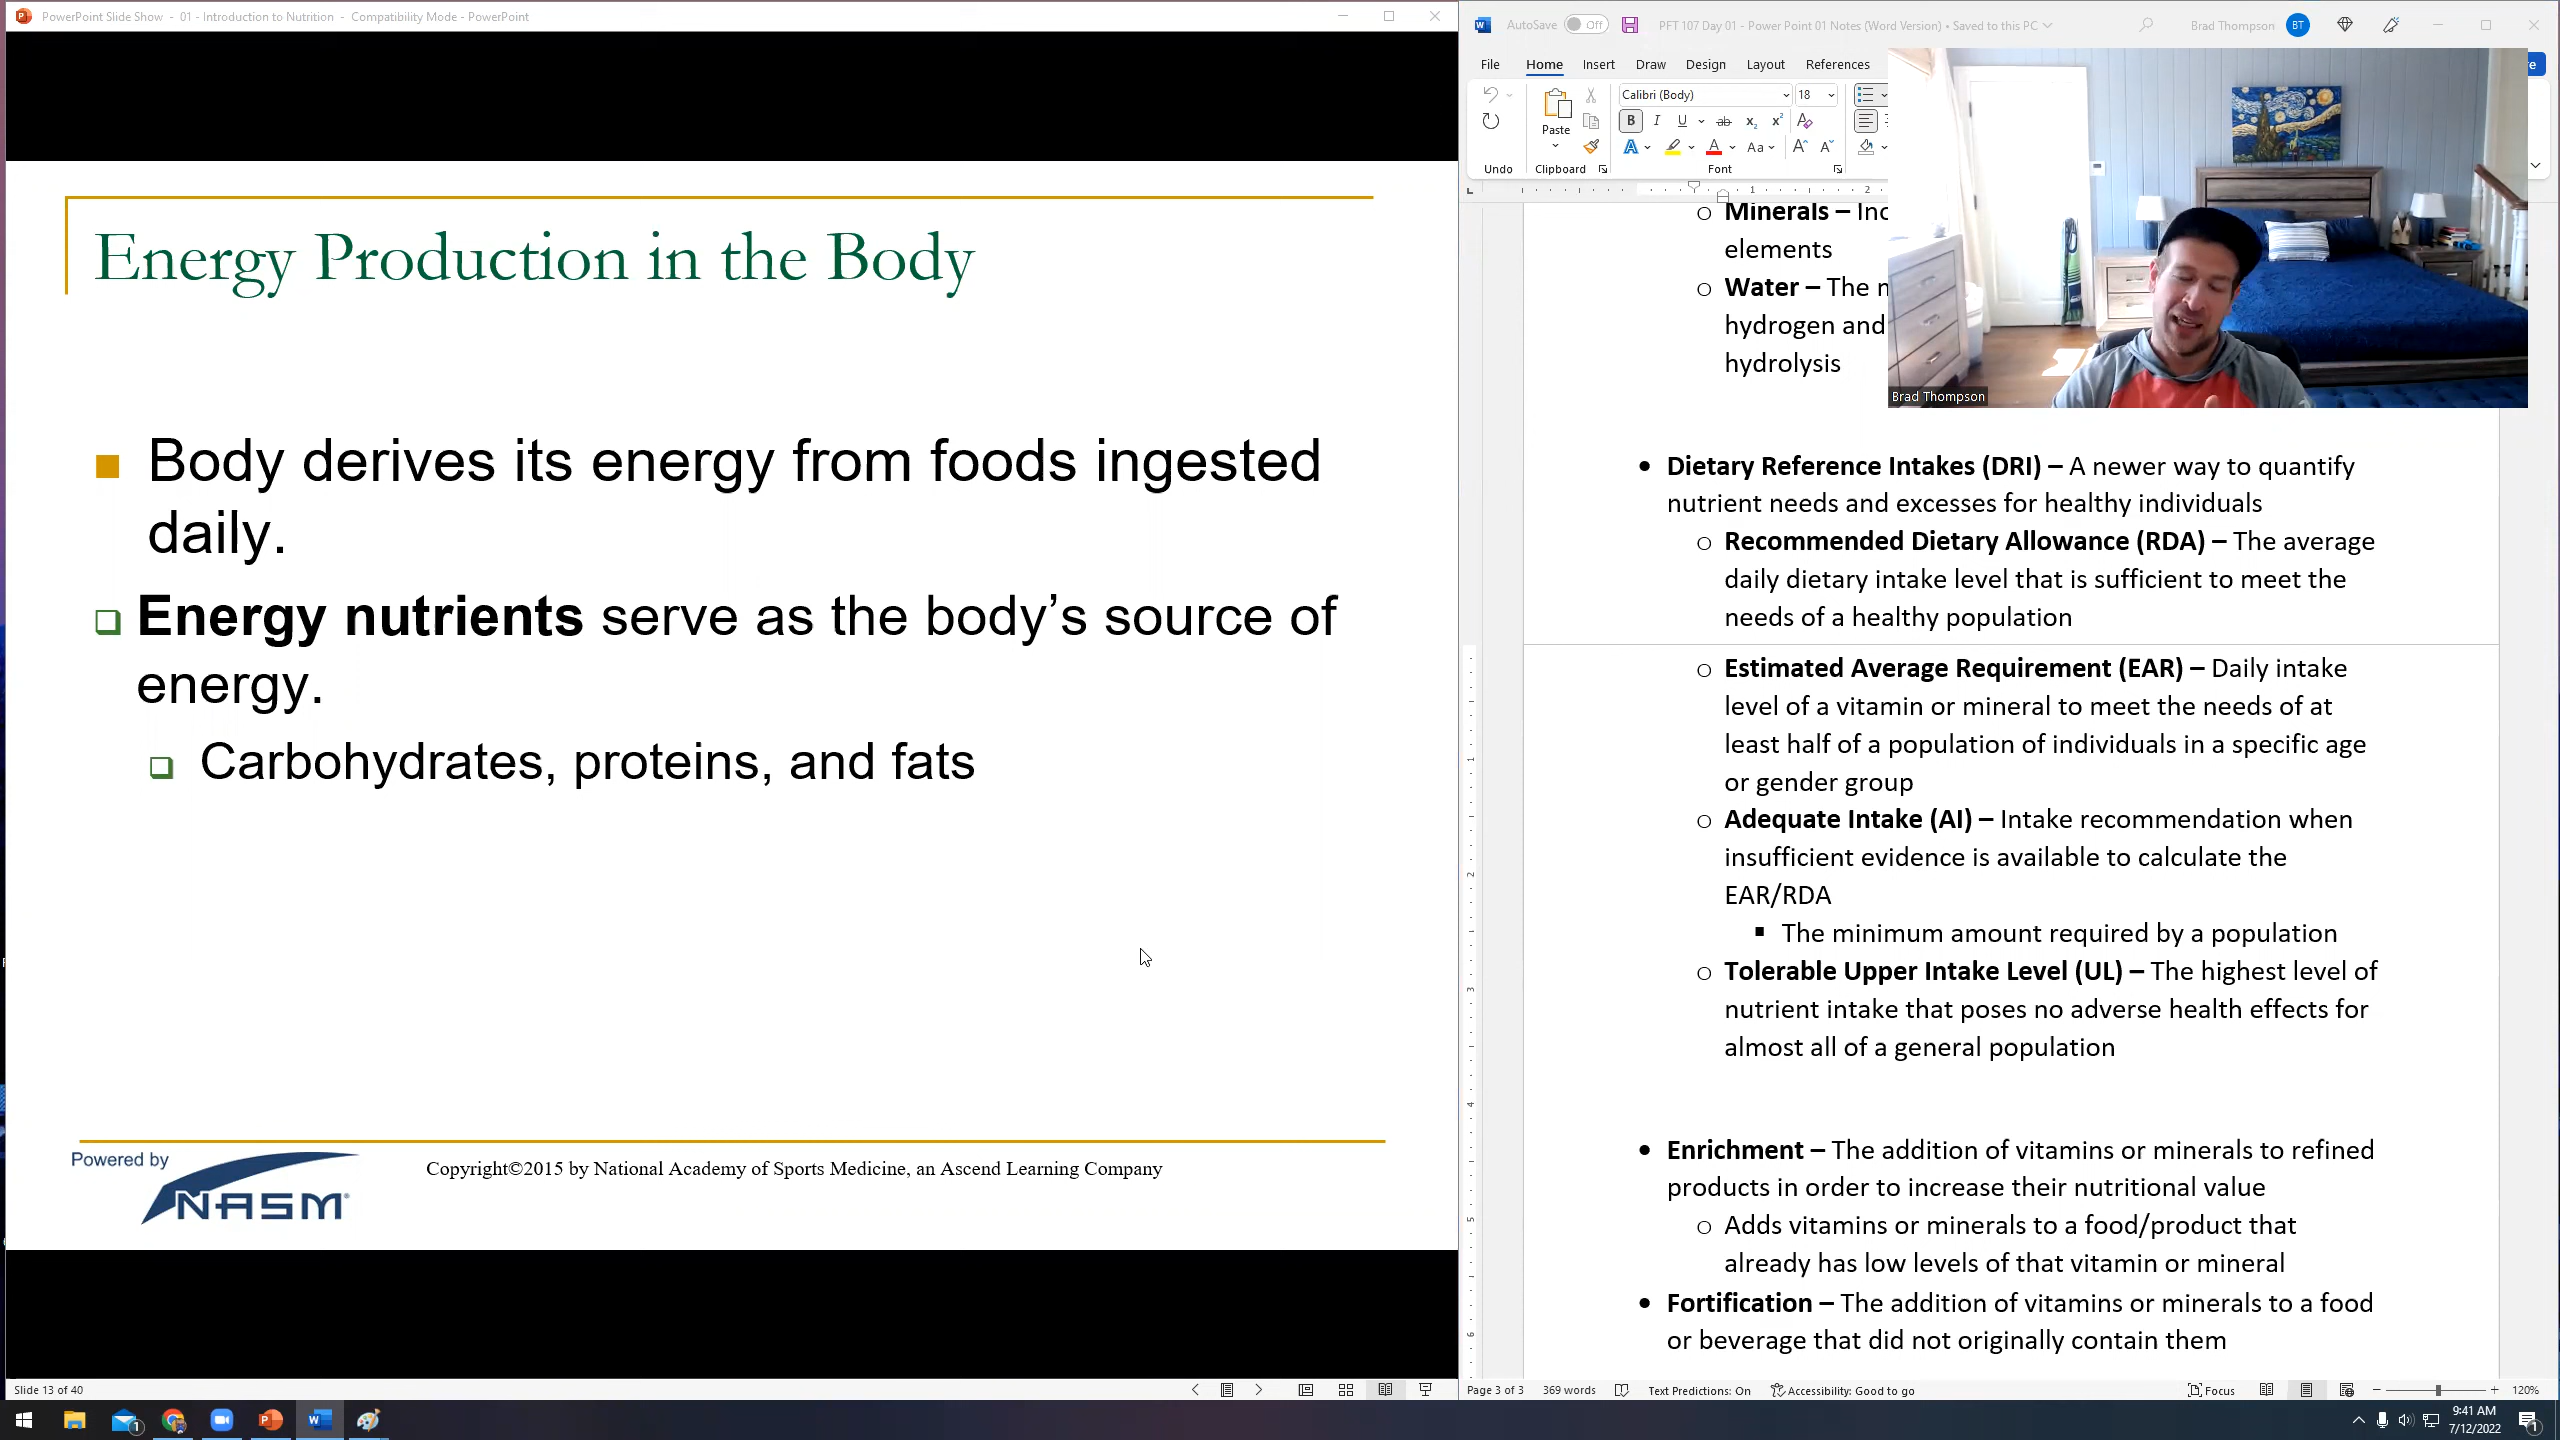 PowerPoint Slide Show - 01 - Introduction to Nutrition - Compatibility Mode - PowerPoint
Energy Production in the Body
Body derives its energy from foods ingested
daily.
Energy nutrients serve as the body’s source of
energy.
Carbohydrates, proteins, and fats
Powered by
NASM
Copyright©2015 by National Academy of Sports Medicine, an Ascend Learning Company
Slide 13 of 40
AutoSave Off PFT 107 Day 01 - Power Point 01 Notes (Word Version) • Saved to this PC
Brad Thompson BT
File Home Insert Draw Design Layout References
Calibri (Body) 18
Paste
B I U ab x₂ x² A
A A Aa A A
Undo Clipboard Font
1 2
Minerals – Inc
elements
Water – The
hydrogen and
hydrolysis
Brad Thompson
Dietary Reference Intakes (DRI) – A newer way to quantify
nutrient needs and excesses for healthy individuals
Recommended Dietary Allowance (RDA) – The average
daily dietary intake level that is sufficient to meet the
needs of a healthy population
Estimated Average Requirement (EAR) – Daily intake
level of a vitamin or mineral to meet the needs of at
least half of a population of individuals in a specific age
or gender group
Adequate Intake (AI) – Intake recommendation when
insufficient evidence is available to calculate the
EAR/RDA
The minimum amount required by a population
Tolerable Upper Intake Level (UL) – The highest level of
nutrient intake that poses no adverse health effects for
almost all of a general population
Enrichment – The addition of vitamins or minerals to refined
products in order to increase their nutritional value
Adds vitamins or minerals to a food/product that
already has low levels of that vitamin or mineral
Fortification – The addition of vitamins or minerals to a food
or beverage that did not originally contain them
Page 3 of 3 369 words Text Predictions: On Accessibility: Good to go Focus 120%
9:41 AM
7/12/2022